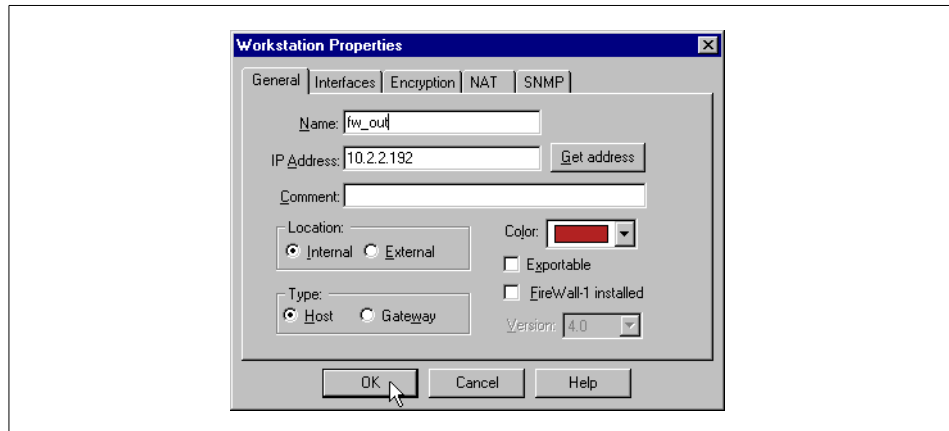 Workstation Properties
General Interfaces Encryption NAT SNMP
Name: fw_out
IP Address: 10.2.2.192 Get address
Comment:
Location: Color:
Internal External
Exportable
Type: FireWall-1 installed
Host Gateway
Version: 4.0
OK Cancel Help